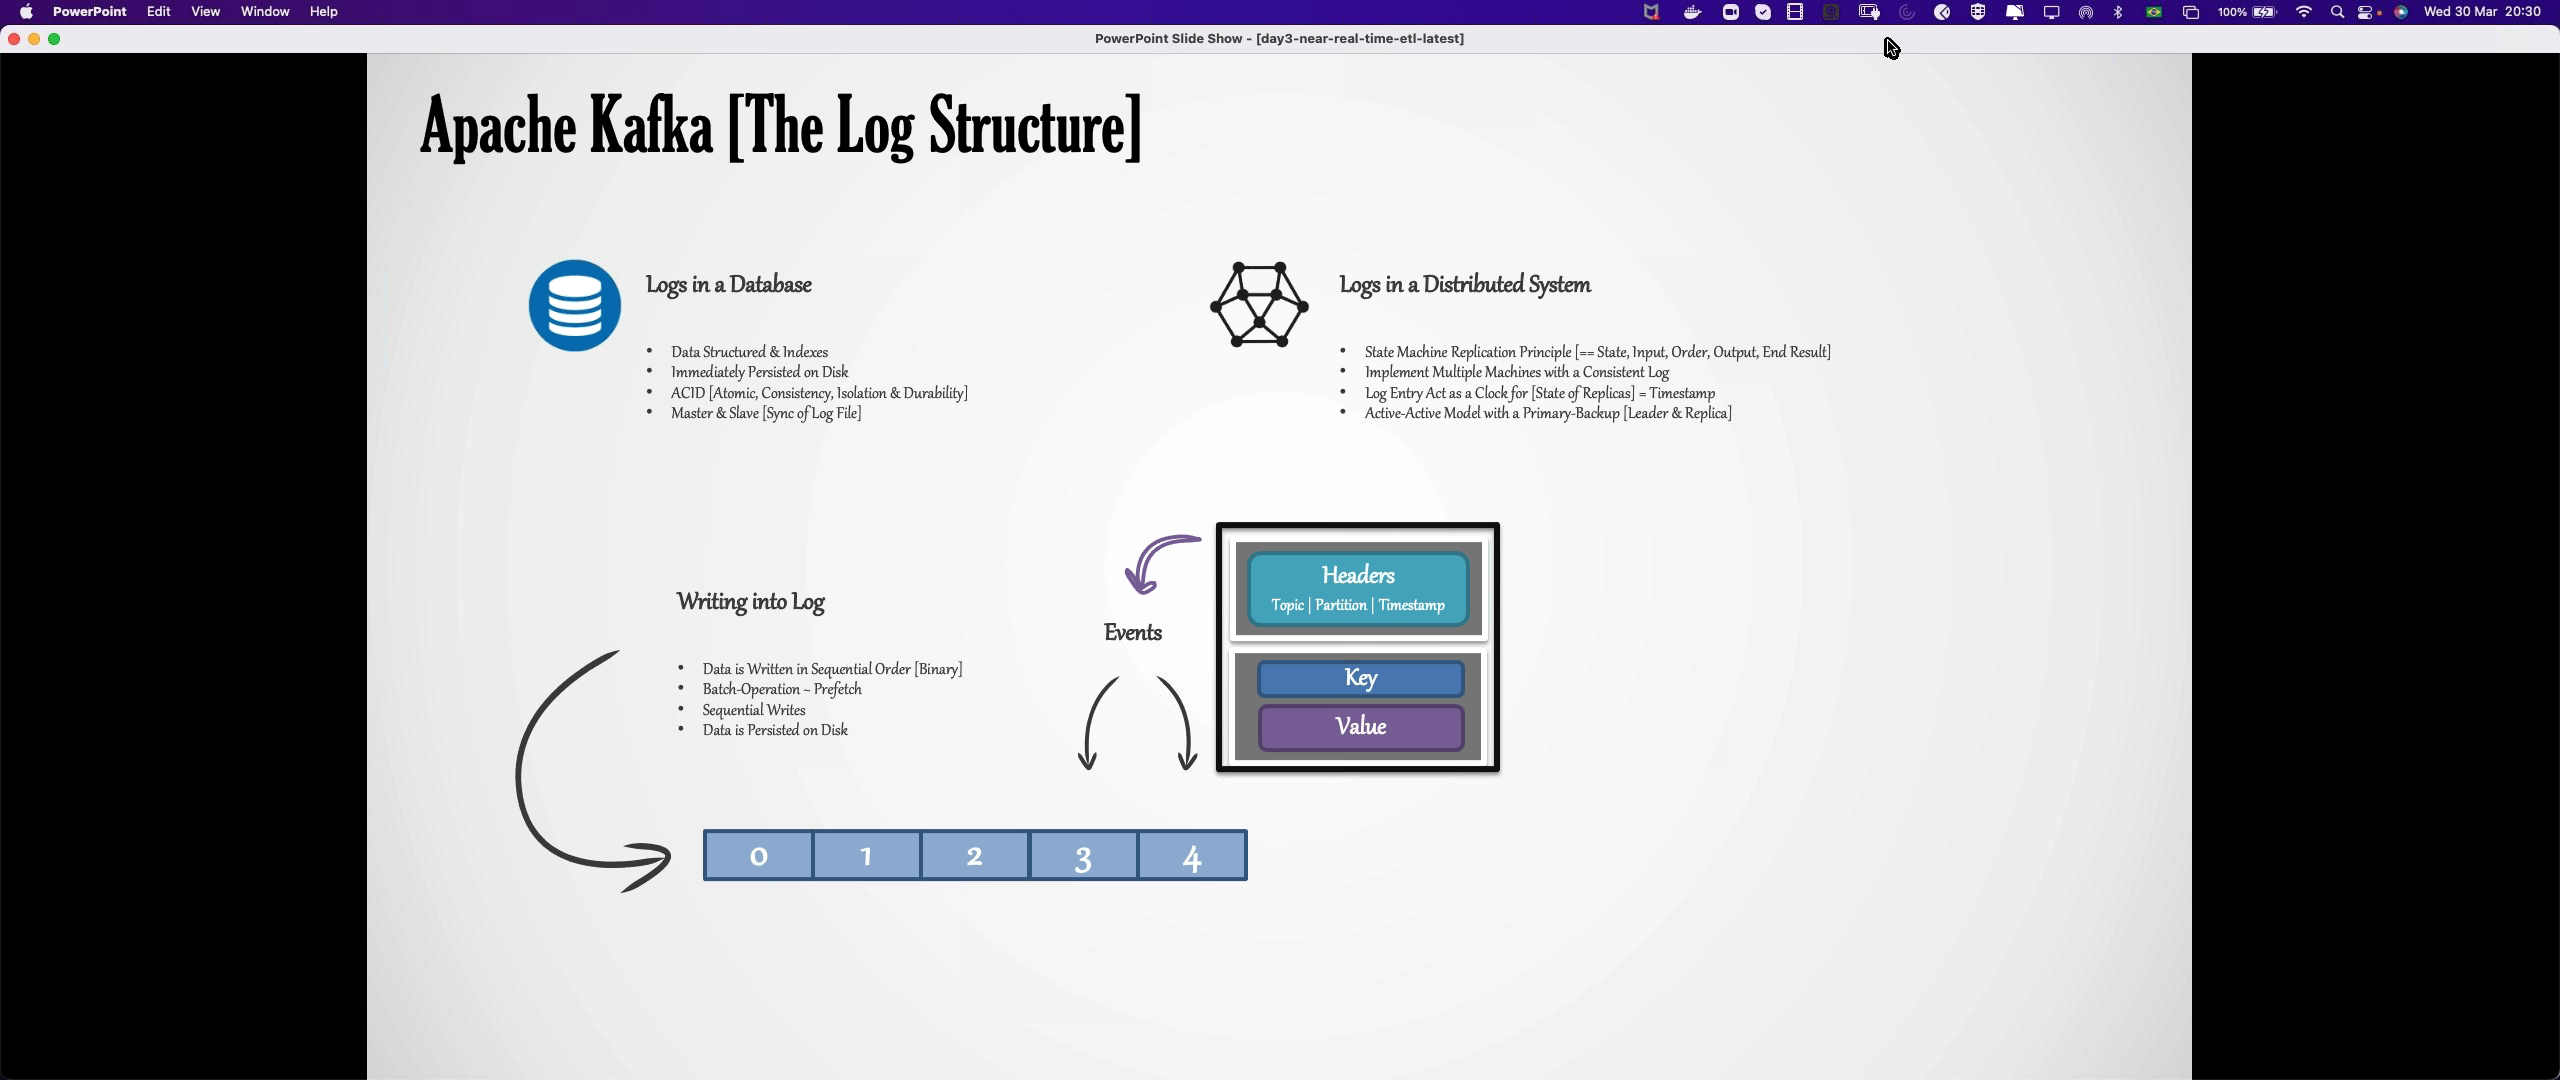 PowerPoint Edit View Window Help
100% Wed 30 Mar 20:30
PowerPoint Slide Show - [day3-near-real-time-etl-latest]
Apache Kafka [The Log Structure]
Logs in a Database
• Data Structured & Indexes
• Immediately Persisted on Disk
• ACID [Atomic, Consistency, Isolation & Durability]
• Master & Slave [Sync of Log File]
Logs in a Distributed System
• State Machine Replication Principle [== State, Input, Order, Output, End Result]
• Implement Multiple Machines with a Consistent Log
• Log Entry Act as a Clock for [State of Replicas] = Timestamp
• Active-Active Model with a Primary-Backup [Leader & Replica]
Writing into Log
• Data is Written in Sequential Order [Binary]
• Batch-Operation ~ Prefetch
• Sequential Writes
• Data is Persisted on Disk
Events
Headers
Topic | Partition | Timestamp
Key
Value
0 1 2 3 4